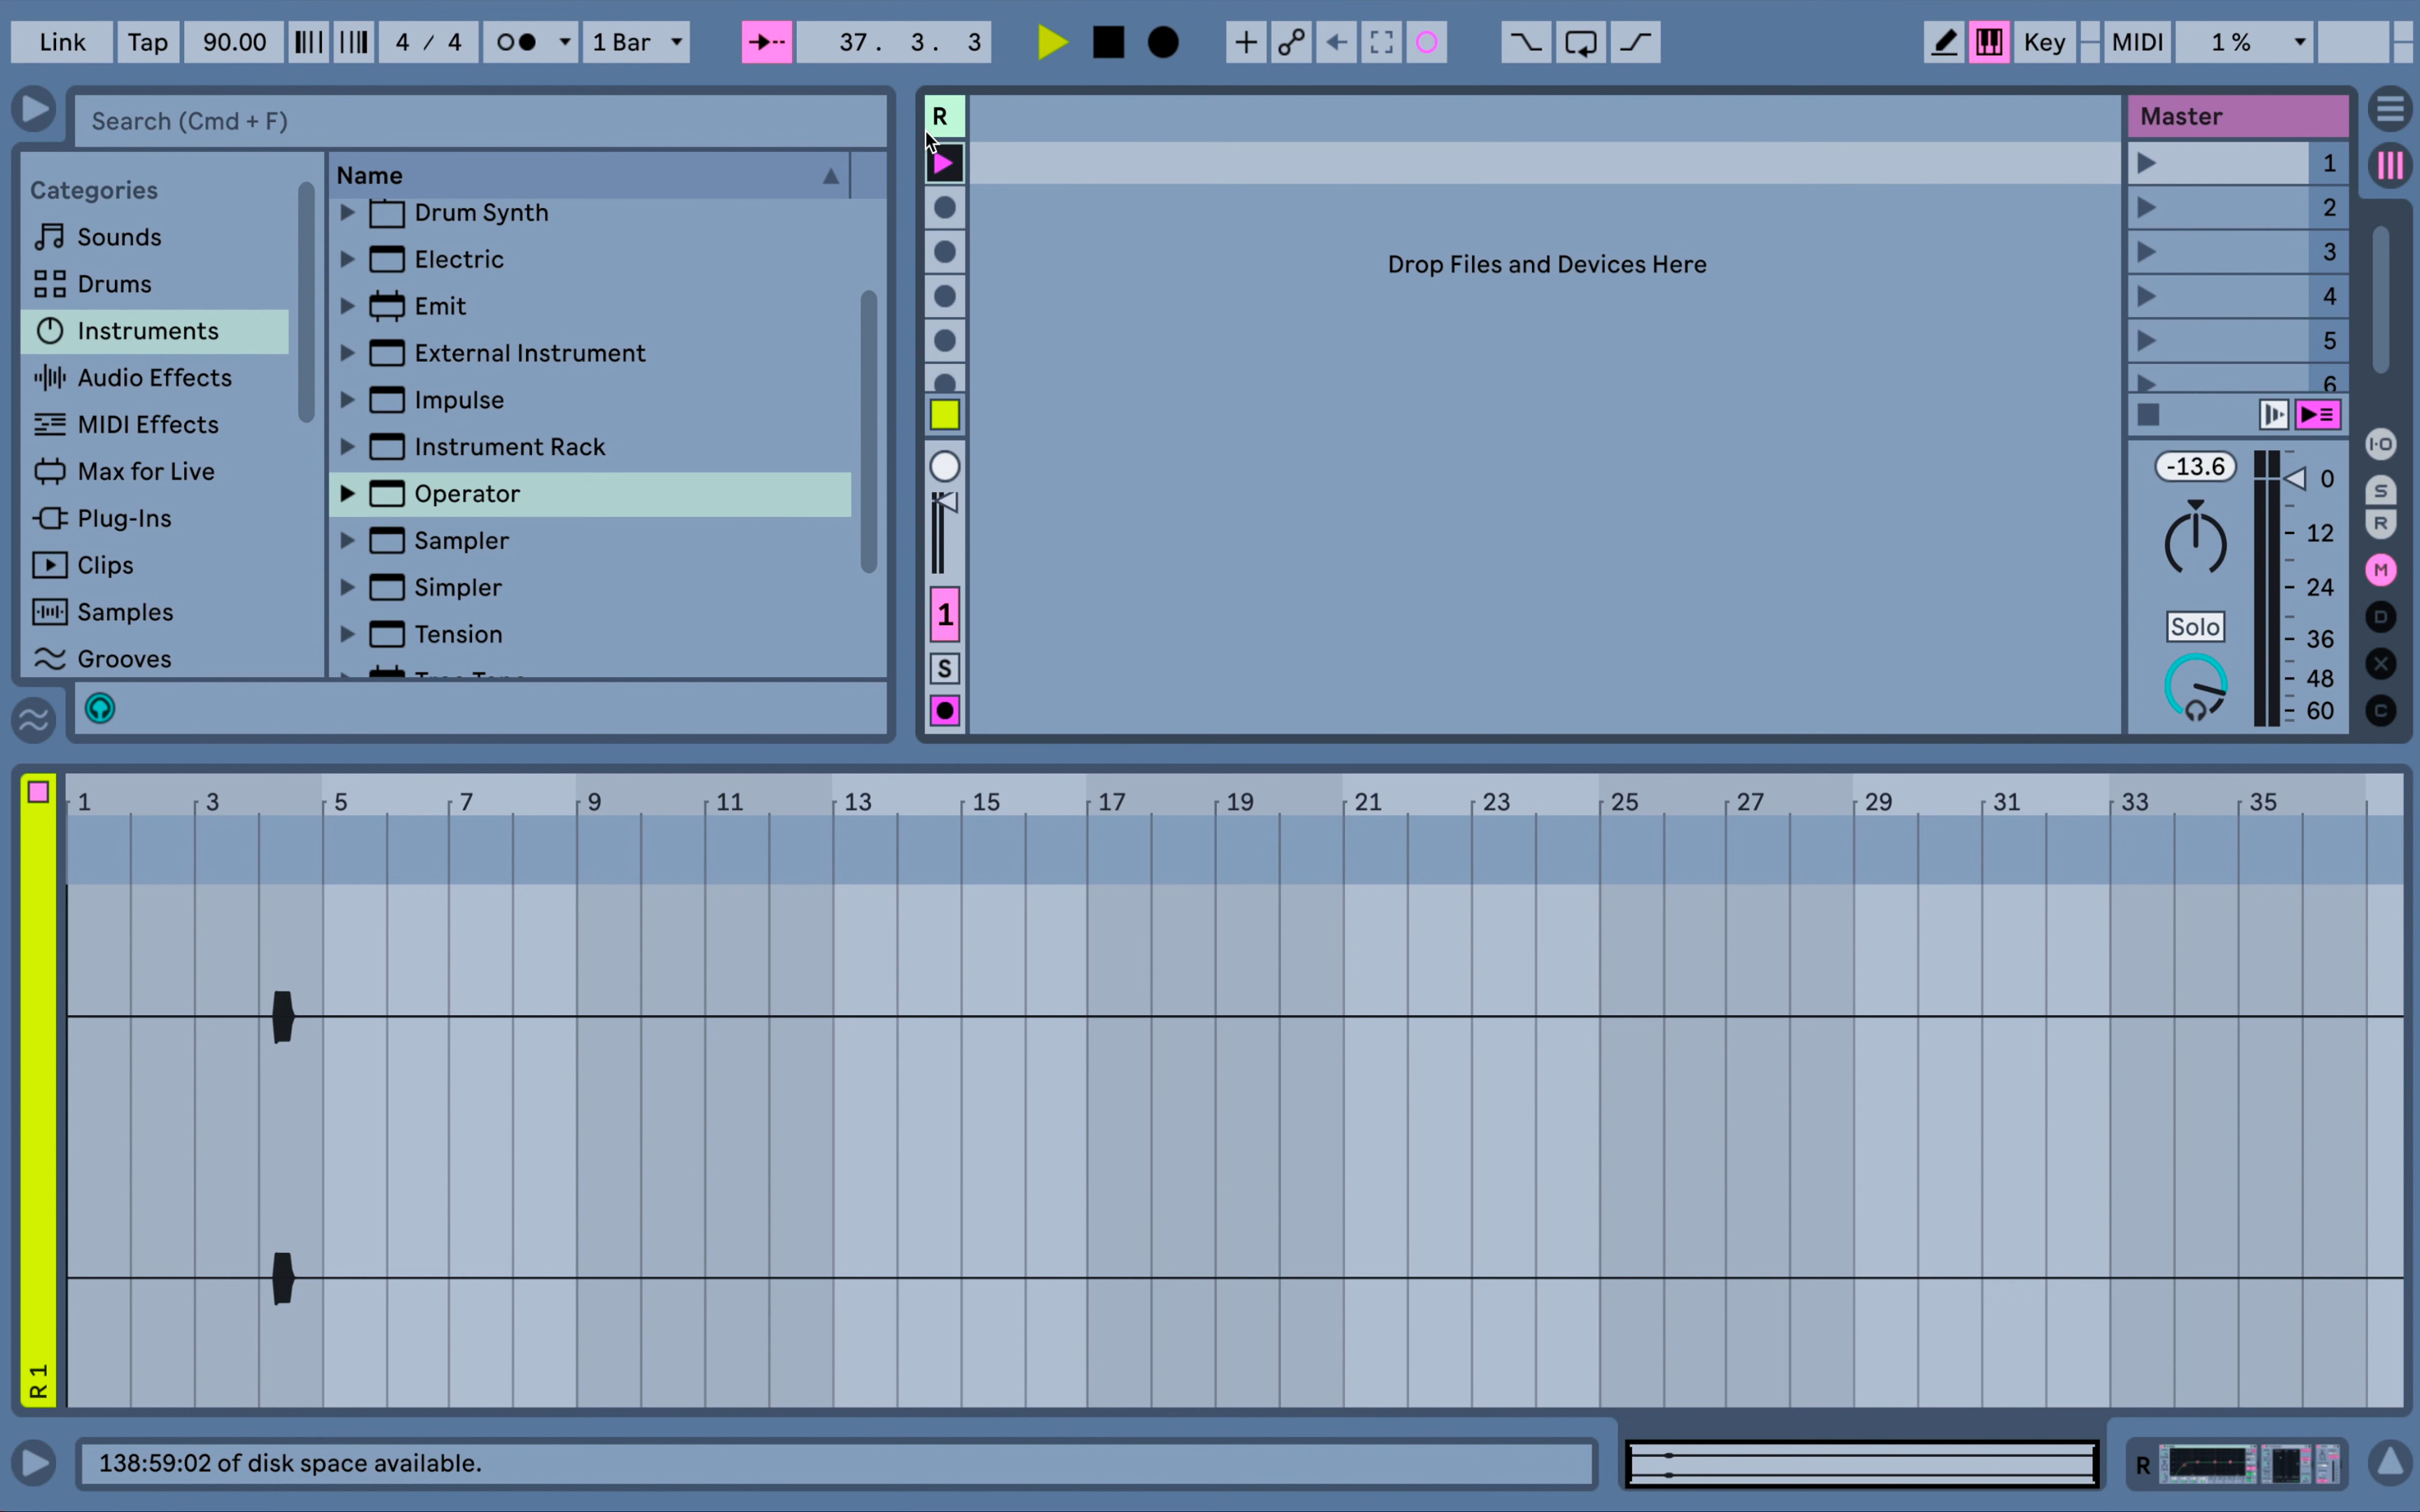 Link Tap 90.00 4 / 4 1 Bar 37. 3. 3 Key MIDI 1 %
Search (Cmd + F)
Categories
Sounds
Drums
Instruments
Audio Effects
MIDI Effects
Max for Live
Plug-Ins
Clips
Samples
Grooves
Name
Drum Synth
Electric
Emit
External Instrument
Impulse
Instrument Rack
Operator
Sampler
Simpler
Tension
R
1
S
Drop Files and Devices Here
Master
1
2
3
4
5
6
-13.6
0
12
24
36
48
60
Solo
I·O
S
R
M
D
X
C
1 3 5 7 9 11 13 15 17 19 21 23 25 27 29 31 33 35
R 1
138:59:02 of disk space available.
R